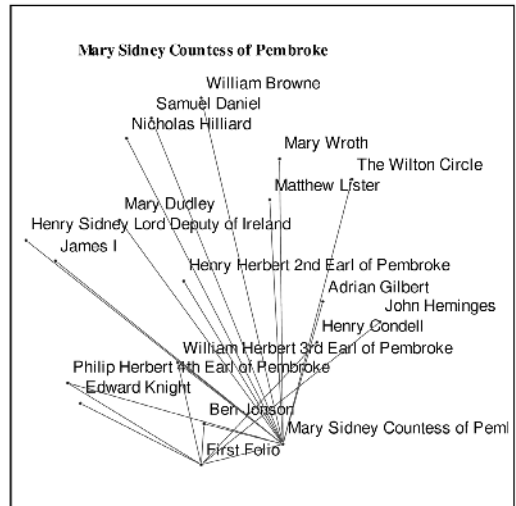 Mary Sidney Countess of Pembroke
William Browne
Samuel Daniel
Nicholas Hilliard
Mary Wroth
The Wilton Circle
Matthew Lister
Mary Dudley
Henry Sidney Lord Deputy of Ireland
James I
Henry Herbert 2nd Earl of Pembroke
Adrian Gilbert
John Heminges
Henry Condell
William Herbert 3rd Earl of Pembroke
Philip Herbert 4th Earl of Pembroke
Edward Knight
Ben Jonson
Mary Sidney Countess of Peml
First Folio